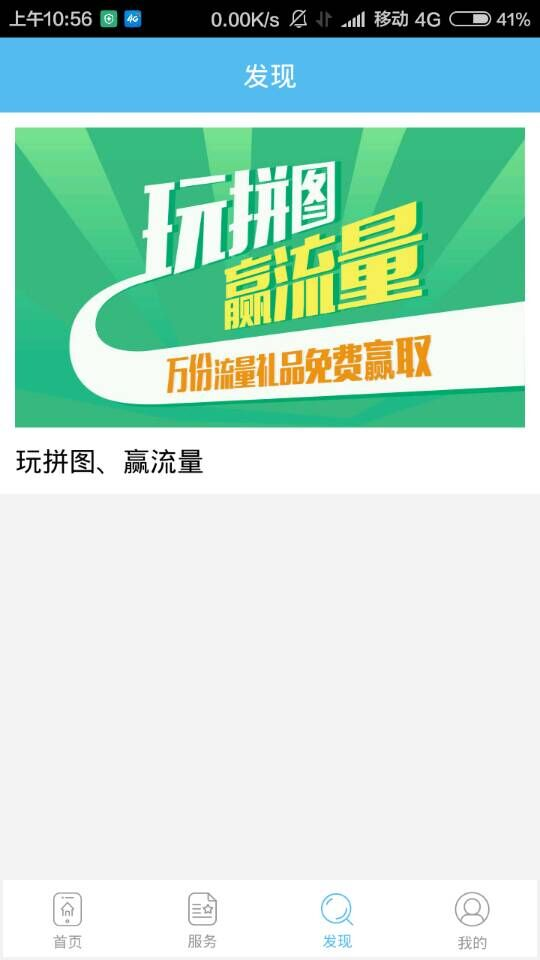 上午10:56 4G 0.00K/s 移动 4G 41%
发现
玩拼图
赢流量
万份流量礼品免费赢取
玩拼图、赢流量
首页 服务 发现 我的